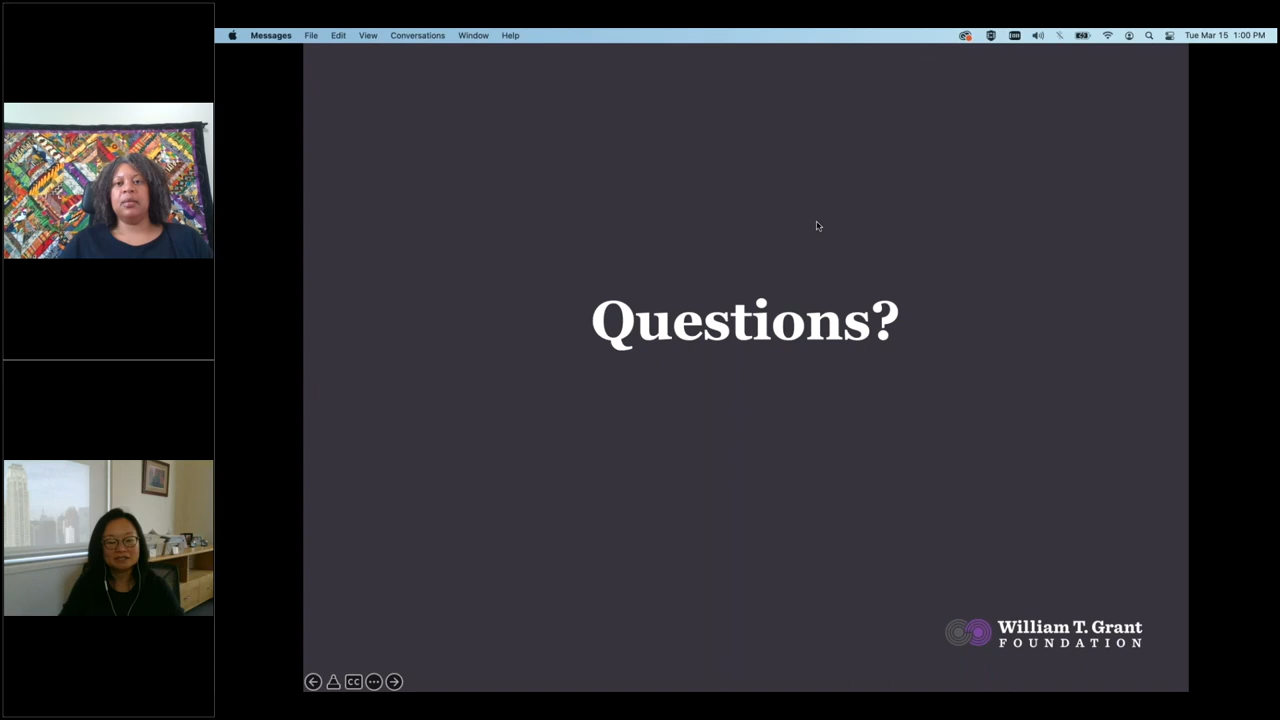 Messages File Edit View Conversations Window Help Tue Mar 15 1:00 PM
Questions?
William T. Grant
FOUNDATION
CC